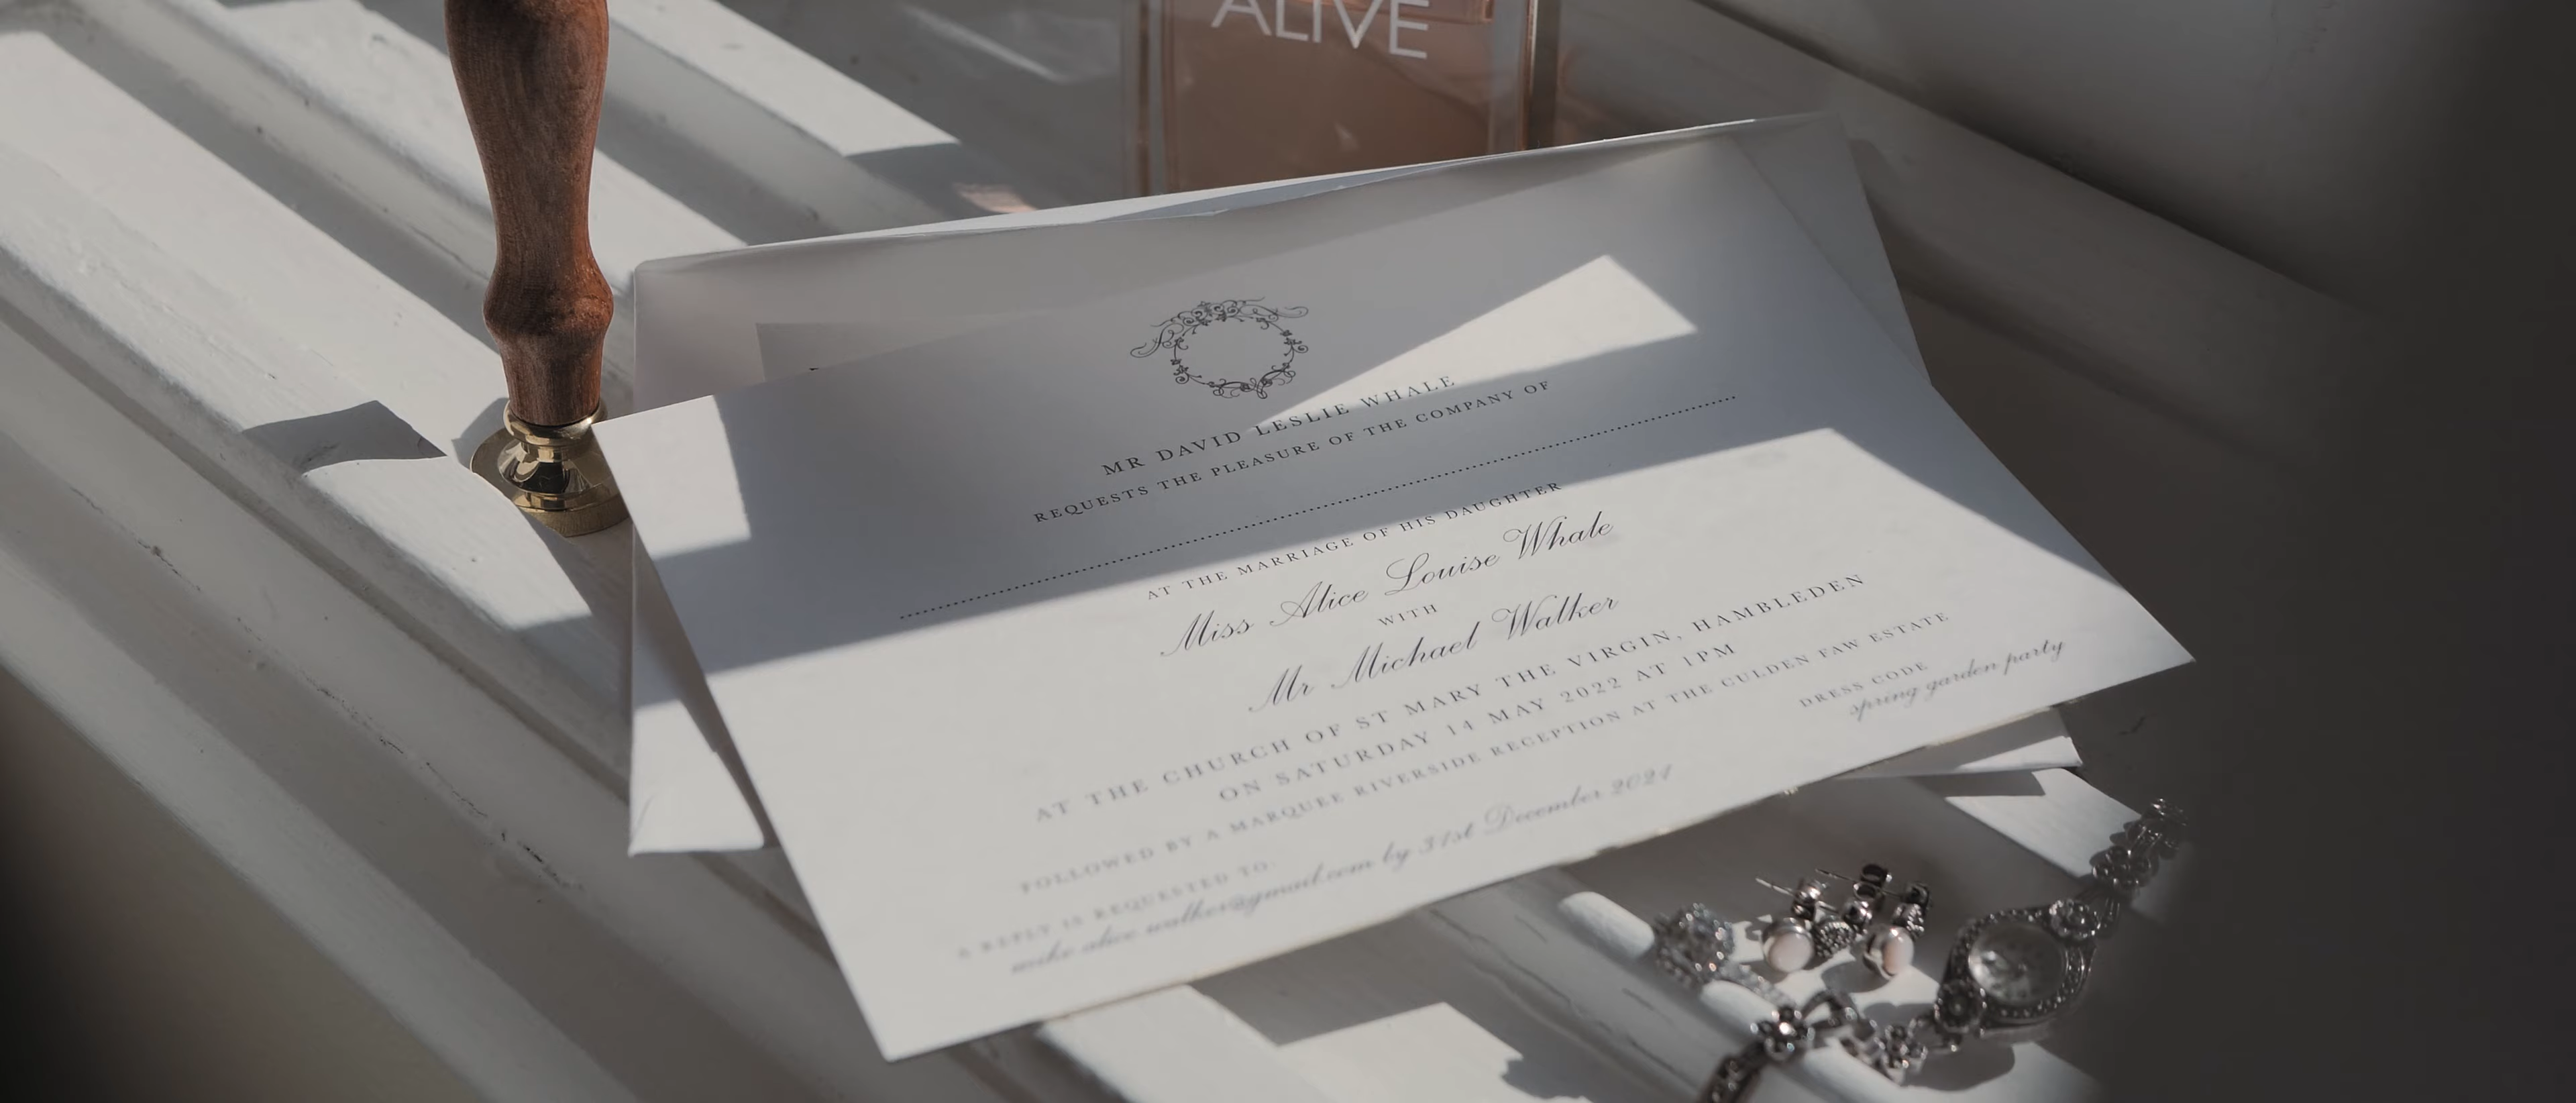 ALIVE
MR DAVID LESLIE WHALE
REQUESTS THE PLEASURE OF THE COMPANY OF
AT THE MARRIAGE OF HIS DAUGHTER
Miss Alice Louise Whale
WITH
Mr Michael Walker
AT THE CHURCH OF ST MARY THE VIRGIN, HAMBLEDEN
ON SATURDAY 14 MAY 2022 AT 1PM
FOLLOWED BY A MARQUEE RIVERSIDE RECEPTION AT THE CULDEN FAW ESTATE
DRESS CODE
spring garden party
A REPLY IS REQUESTED TO:
mike.alice.walker@gmail.com by 31st December 2021